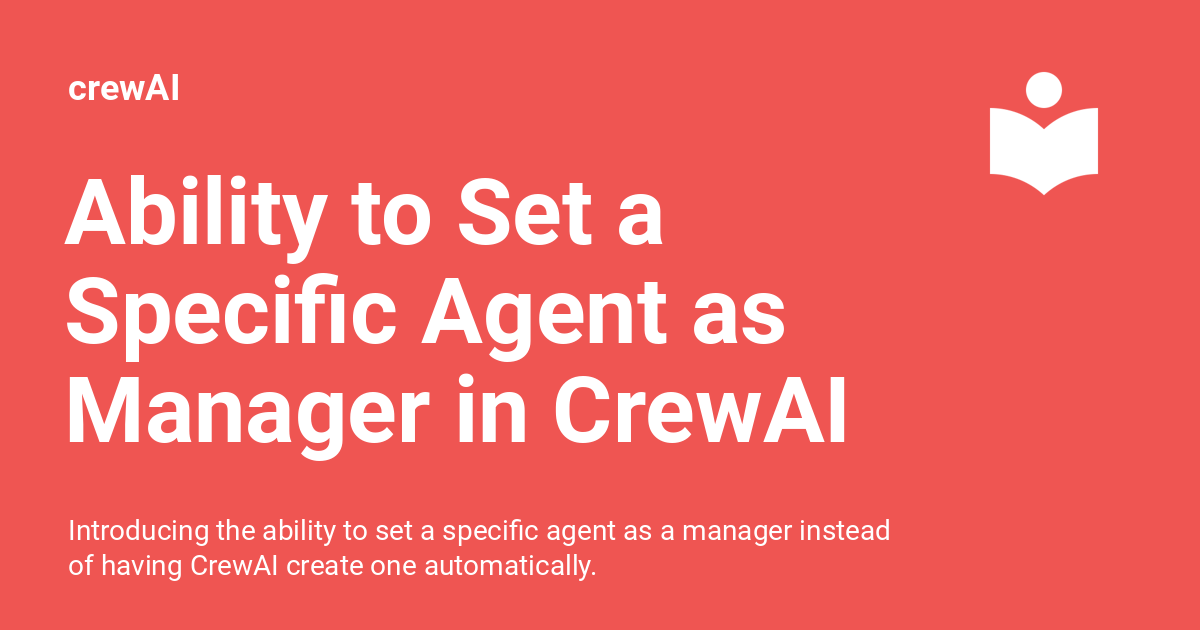 crewAI
Ability to Set a
Specific Agent as
Manager in CrewAI
Introducing the ability to set a specific agent as a manager instead
of having CrewAI create one automatically.